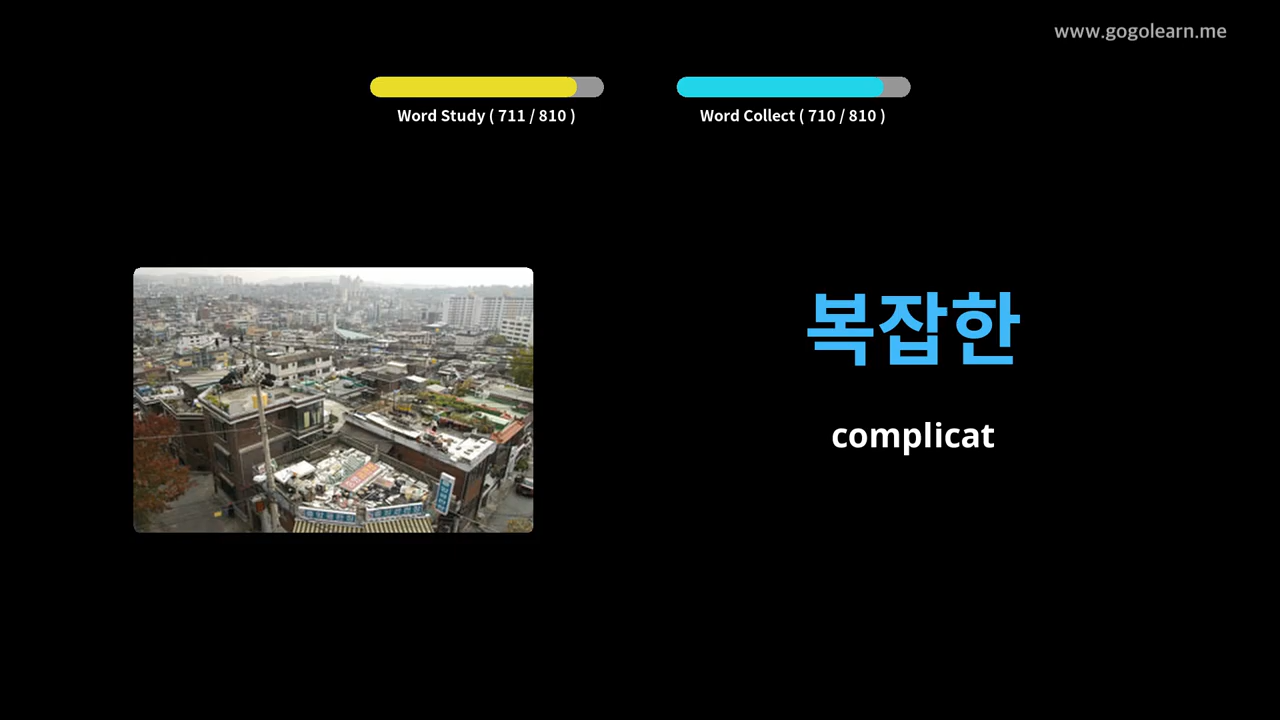 www.gogolearn.me
Word Study ( 711 / 810 )
Word Collect ( 710 / 810 )
복잡한
complicat